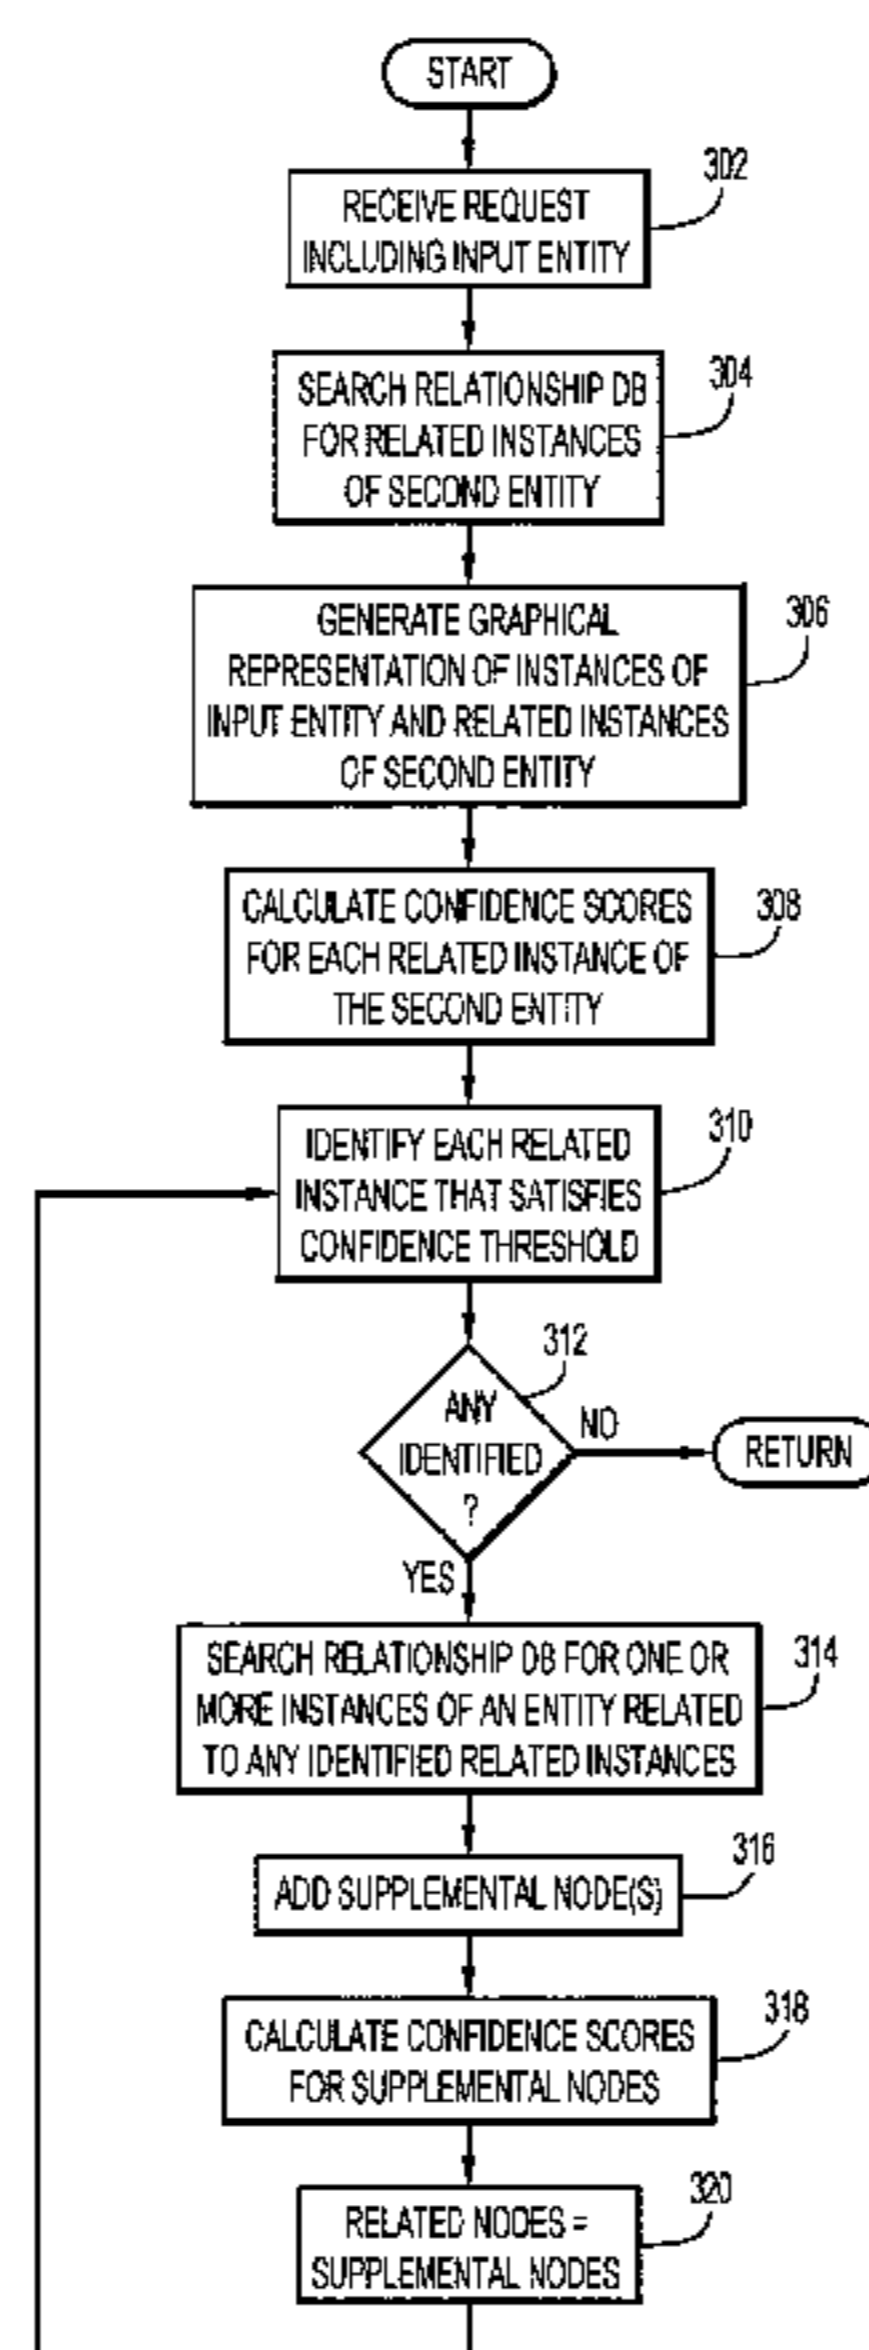 START
302
RECEIVE REQUEST
INCLUDING INPUT ENTITY
304
SEARCH RELATIONSHIP DB
FOR RELATED INSTANCES
OF SECOND ENTITY
306
GENERATE GRAPHICAL
REPRESENTATION OF INSTANCES OF
INPUT ENTITY AND RELATED INSTANCES
OF SECOND ENTITY
308
CALCULATE CONFIDENCE SCORES
FOR EACH RELATED INSTANCE OF
THE SECOND ENTITY
310
IDENTIFY EACH RELATED
INSTANCE THAT SATISFIES
CONFIDENCE THRESHOLD
312
ANY
IDENTIFIED
?
NO
RETURN
YES
314
SEARCH RELATIONSHIP DB FOR ONE OR
MORE INSTANCES OF AN ENTITY RELATED
TO ANY IDENTIFIED RELATED INSTANCES
316
ADD SUPPLEMENTAL NODE(S)
318
CALCULATE CONFIDENCE SCORES
FOR SUPPLEMENTAL NODES
320
RELATED NODES =
SUPPLEMENTAL NODES